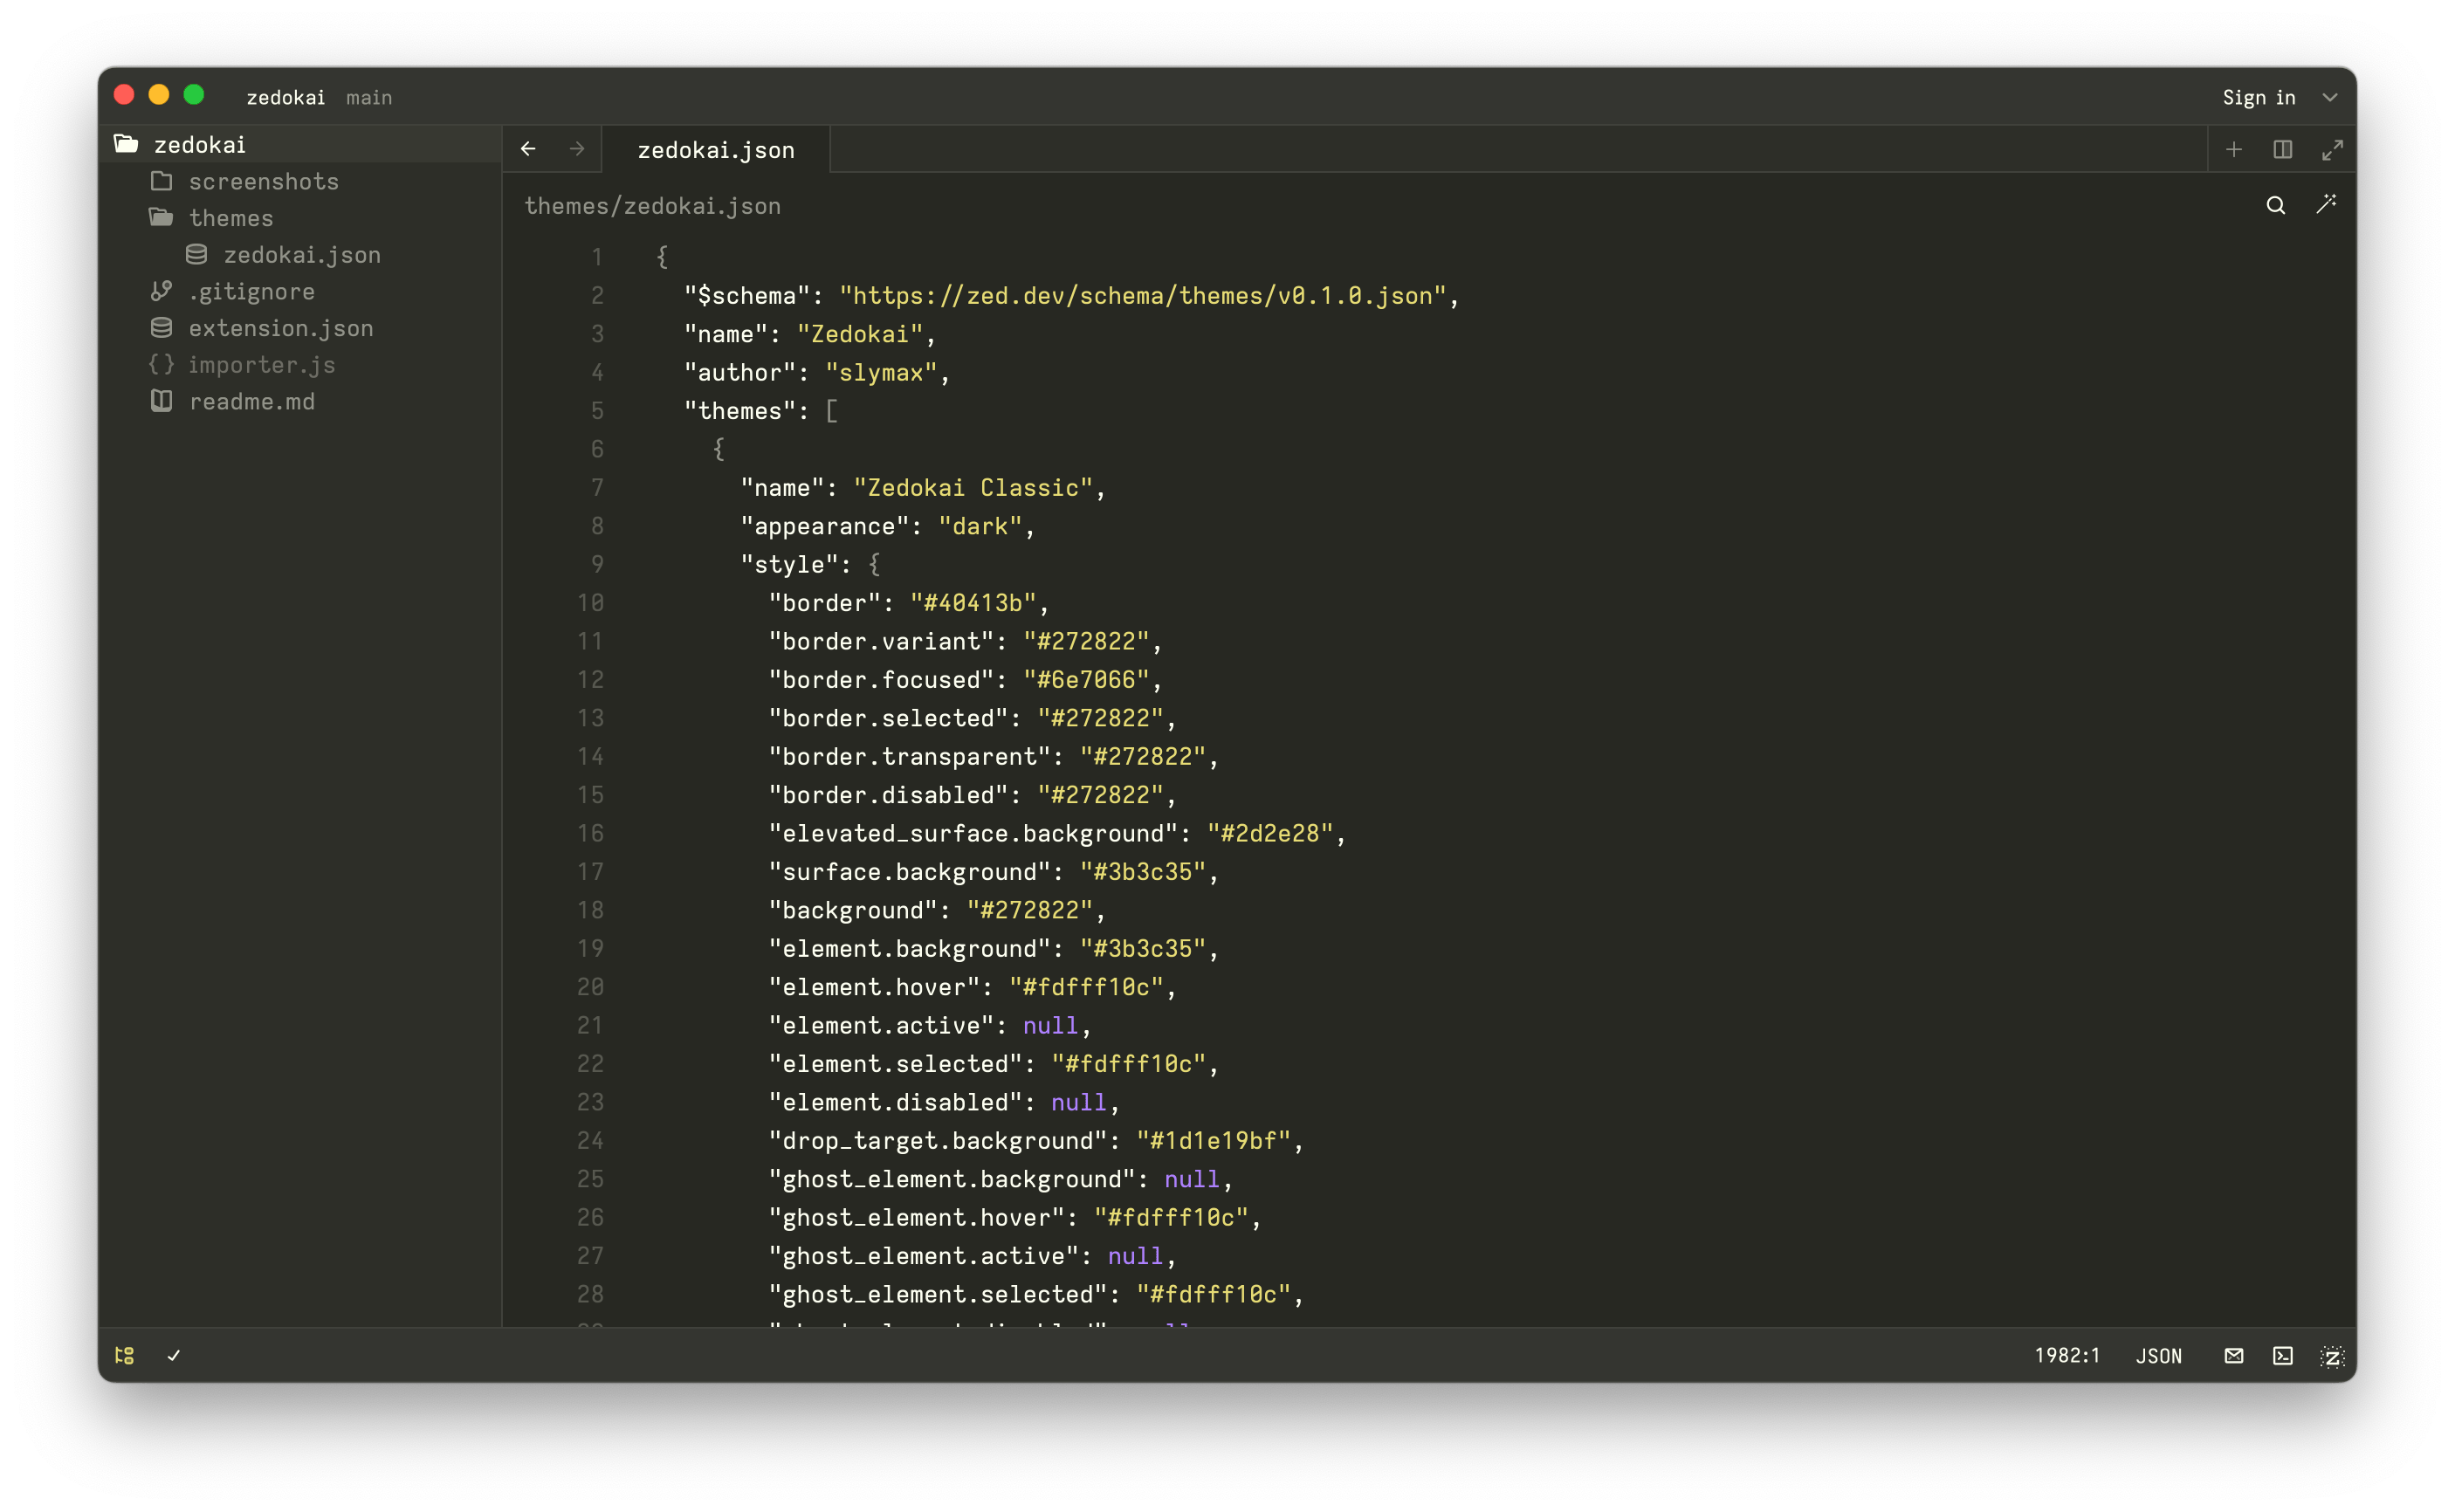 zedokai main
Sign in
zedokai
screenshots
themes
zedokai.json
.gitignore
extension.json
importer.js
readme.md
zedokai.json
themes/zedokai.json
1 {
2 "$schema": "https://zed.dev/schema/themes/v0.1.0.json",
3 "name": "Zedokai",
4 "author": "slymax",
5 "themes": [
6 {
7 "name": "Zedokai Classic",
8 "appearance": "dark",
9 "style": {
10 "border": "#40413b",
11 "border.variant": "#272822",
12 "border.focused": "#6e7066",
13 "border.selected": "#272822",
14 "border.transparent": "#272822",
15 "border.disabled": "#272822",
16 "elevated_surface.background": "#2d2e28",
17 "surface.background": "#3b3c35",
18 "background": "#272822",
19 "element.background": "#3b3c35",
20 "element.hover": "#fdfff10c",
21 "element.active": null,
22 "element.selected": "#fdfff10c",
23 "element.disabled": null,
24 "drop_target.background": "#1d1e19bf",
25 "ghost_element.background": null,
26 "ghost_element.hover": "#fdfff10c",
27 "ghost_element.active": null,
28 "ghost_element.selected": "#fdfff10c",
1982:1 JSON